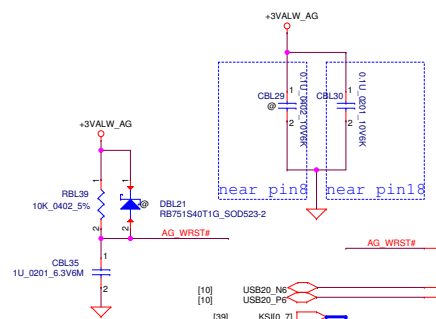 +3VALW_AG
1
CBL29
@
2
0.1U_0402_10V6K
1
CBL30
2
0.1U_0201_10V6K
near pin8
near pin18
+3VALW_AG
1
RBL39
10K_0402_5%
2
1
@
DBL21
RB751S40T1G_SOD523-2
2
AG_WRST#
1
CBL35
1U_0201_6.3V6M
2
AG_WRST#
[10]
USB20_N6
[10]
USB20_P6
[39]
KSI[0..7]